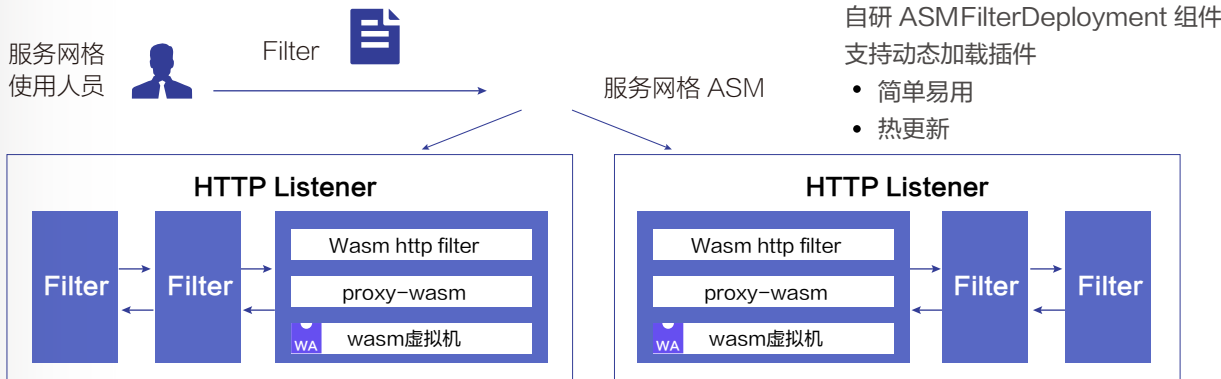 自研 ASMFilterDeployment 组件
支持动态加载插件
• 简单易用
• 热更新
服务网格
使用人员
Filter
服务网格 ASM
HTTP Listener
Filter
Filter
Wasm http filter
proxy-wasm
WA
wasm虚拟机
HTTP Listener
Wasm http filter
proxy-wasm
WA
wasm虚拟机
Filter
Filter